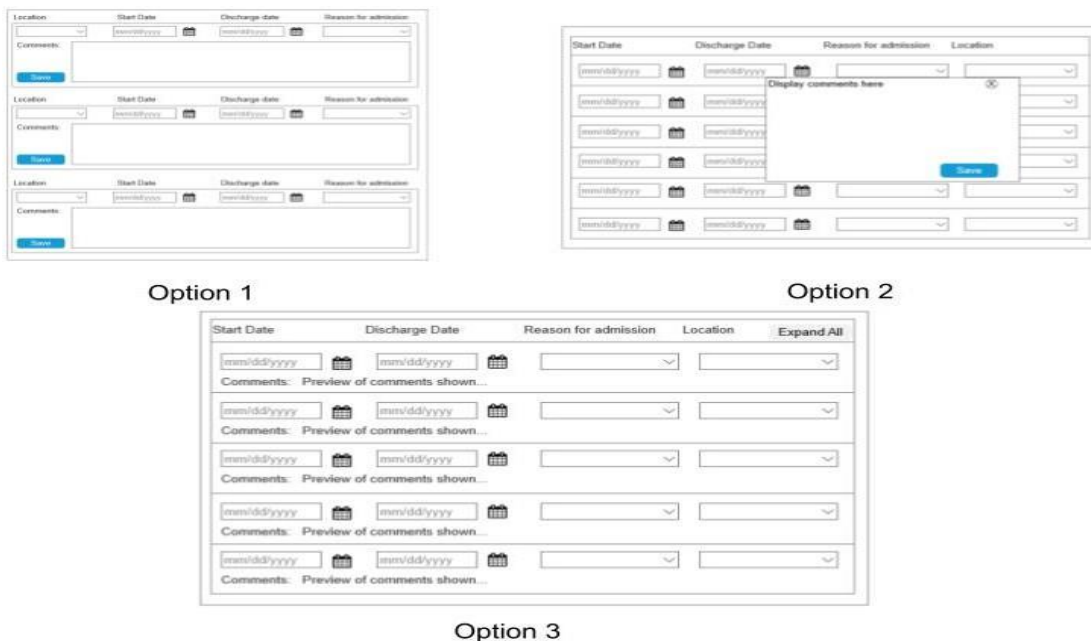 Location Start Date Discharge date Reason for admission
mm/dd/yyyy mm/dd/yyyy
Comments:
Save
Location Start Date Discharge date Reason for admission
mm/dd/yyyy mm/dd/yyyy
Comments:
Save
Location Start Date Discharge date Reason for admission
mm/dd/yyyy mm/dd/yyyy
Comments:
Save
Option 1
Start Date Discharge Date Reason for admission Location
mm/dd/yyyy mm/dd/yyyy
Display comments here
mm/dd/yyyy mm/dd/yyyy
mm/dd/yyyy mm/dd/yyyy
mm/dd/yyyy mm/dd/yyyy
Save
mm/dd/yyyy mm/dd/yyyy
mm/dd/yyyy mm/dd/yyyy
Option 2
Start Date Discharge Date Reason for admission Location Expand All
mm/dd/yyyy mm/dd/yyyy
Comments: Preview of comments shown...
mm/dd/yyyy mm/dd/yyyy
Comments: Preview of comments shown...
mm/dd/yyyy mm/dd/yyyy
Comments: Preview of comments shown...
mm/dd/yyyy mm/dd/yyyy
Comments: Preview of comments shown...
mm/dd/yyyy mm/dd/yyyy
Comments: Preview of comments shown...
Option 3